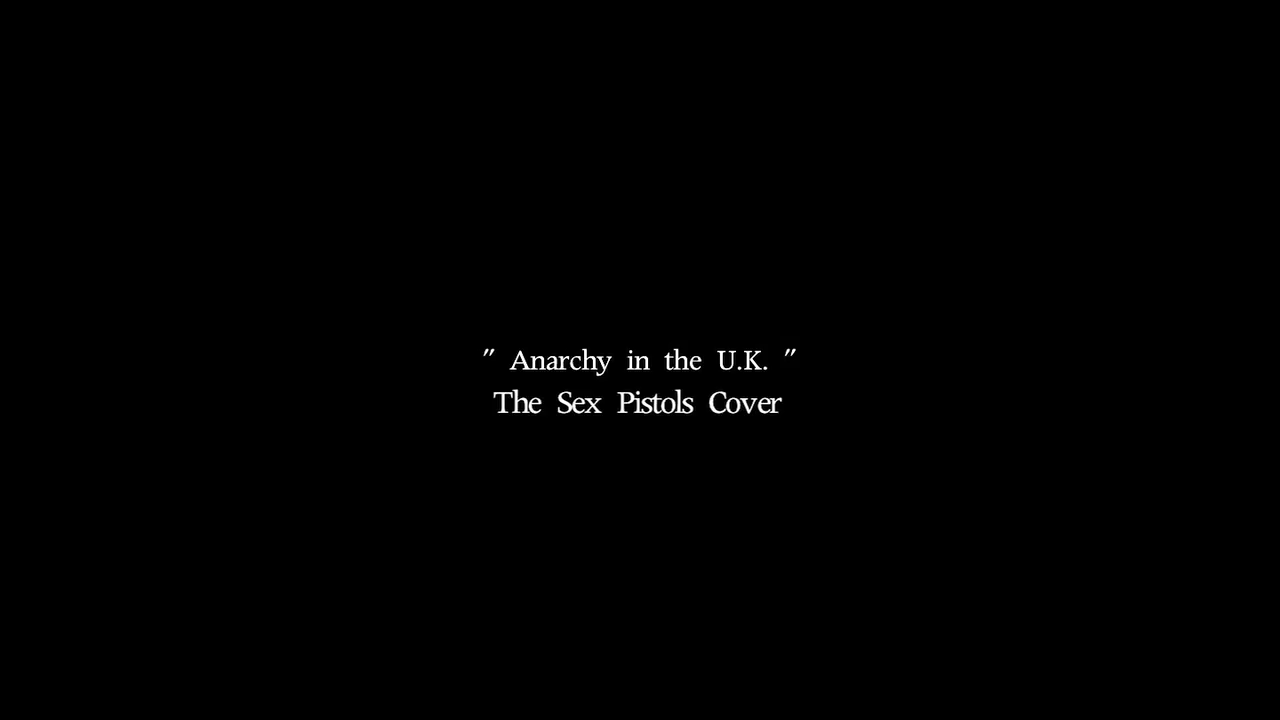 " Anarchy in the U.K. "
The Sex Pistols Cover